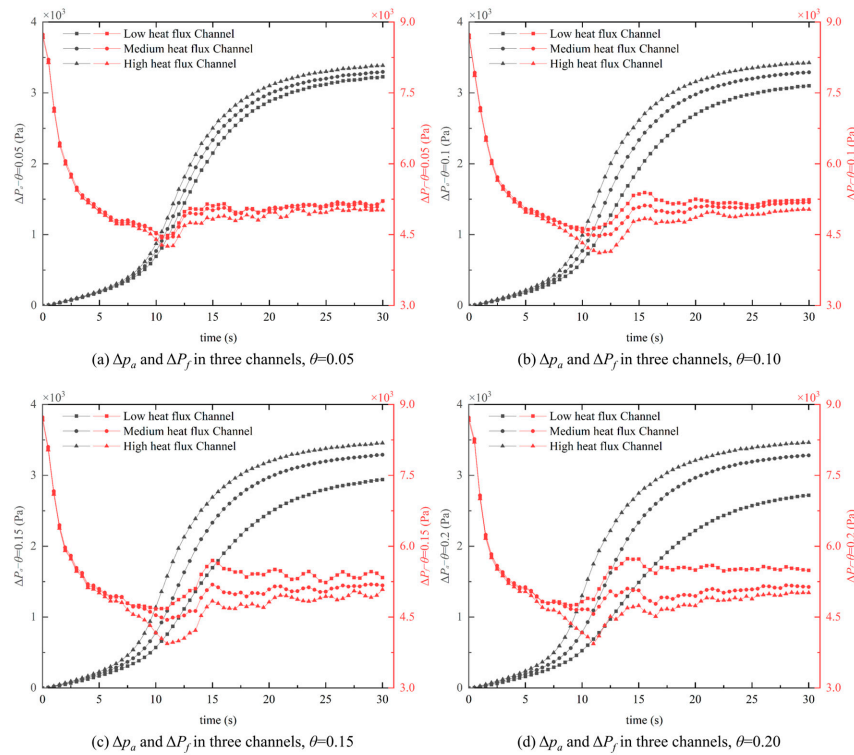 ×10³
×10³
Low heat flux Channel
Medium heat flux Channel
High heat flux Channel
4
3
2
1
0
9.0
7.5
6.0
4.5
3.0
ΔPₐ-θ=0.05 (Pa)
ΔP_f-θ=0.05 (Pa)
0 5 10 15 20 25 30
time (s)
(a) Δpₐ and ΔP_f in three channels, θ=0.05
×10³
×10³
Low heat flux Channel
Medium heat flux Channel
High heat flux Channel
4
3
2
1
0
9.0
7.5
6.0
4.5
3.0
ΔPₐ-θ=0.1 (Pa)
ΔP_f-θ=0.1 (Pa)
0 5 10 15 20 25 30
time (s)
(b) Δpₐ and ΔP_f in three channels, θ=0.10
×10³
×10³
Low heat flux Channel
Medium heat flux Channel
High heat flux Channel
4
3
2
1
0
9.0
7.5
6.0
4.5
3.0
ΔPₐ-θ=0.15 (Pa)
ΔP_f-θ=0.15 (Pa)
0 5 10 15 20 25 30
time (s)
(c) Δpₐ and ΔP_f in three channels, θ=0.15
×10³
×10³
Low heat flux Channel
Medium heat flux Channel
High heat flux Channel
4
3
2
1
0
9.0
7.5
6.0
4.5
3.0
ΔPₐ-θ=0.2 (Pa)
ΔP_f-θ=0.2 (Pa)
0 5 10 15 20 25 30
time (s)
(d) Δpₐ and ΔP_f in three channels, θ=0.20